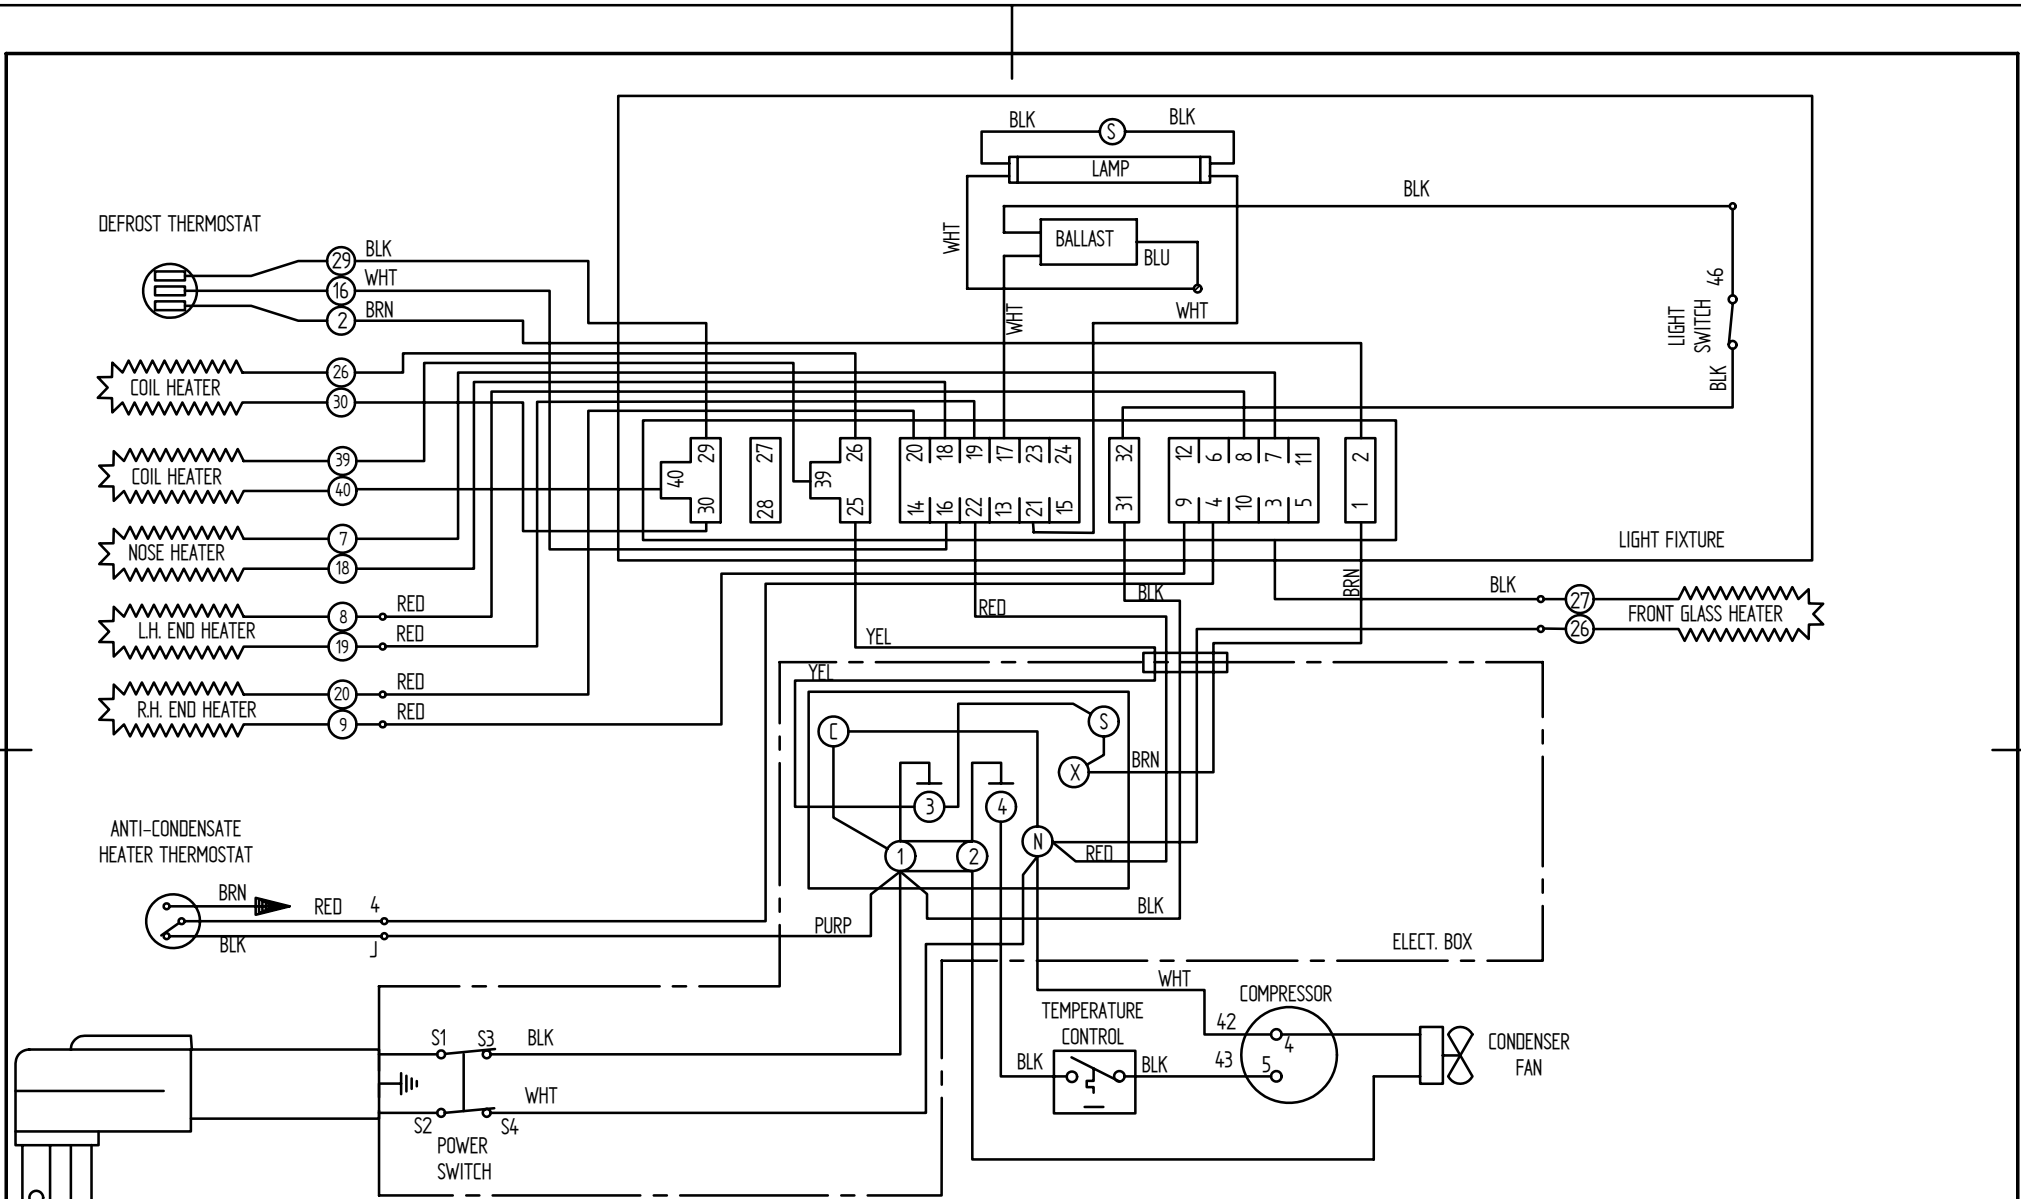 BLK
S
BLK
LAMP
BLK
WHT
BALLAST
BLU
WHT
WHT
46
LIGHT
SWITCH
BLK
DEFROST THERMOSTAT
29
BLK
16
WHT
2
BRN
26
COIL HEATER
30
39
COIL HEATER
40
7
NOSE HEATER
18
8
RED
L.H. END HEATER
19
RED
20
RED
R.H. END HEATER
9
RED
40
29
30
27
28
39
26
25
20
18
19
17
23
24
14
16
22
13
21
15
32
31
12
6
8
7
11
9
4
10
3
5
2
1
LIGHT FIXTURE
BLK
RED
BRN
BLK
27
FRONT GLASS HEATER
26
YEL
YEL
C
S
X
BRN
3
4
1
2
N
RED
BLK
ELECT. BOX
ANTI-CONDENSATE
HEATER THERMOSTAT
BRN
RED
4
BLK
J
PURP
WHT
COMPRESSOR
TEMPERATURE
CONTROL
42
4
43
5
BLK
BLK
CONDENSER
FAN
S1
S3
BLK
WHT
S2
S4
POWER
SWITCH